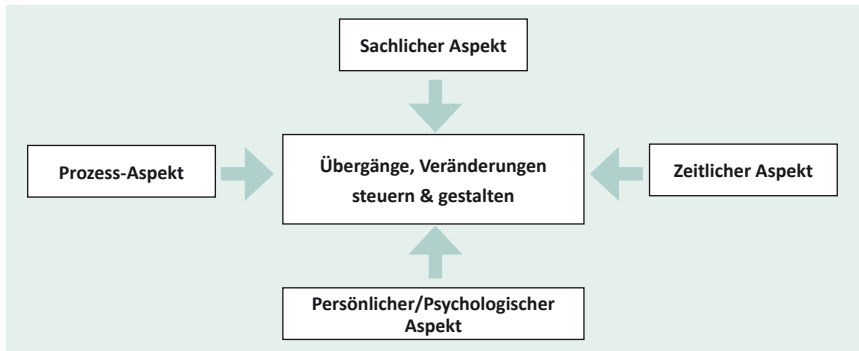 Sachlicher Aspekt
Prozess-Aspekt
Übergänge, Veränderungen
steuern & gestalten
Zeitlicher Aspekt
Persönlicher/Psychologischer
Aspekt